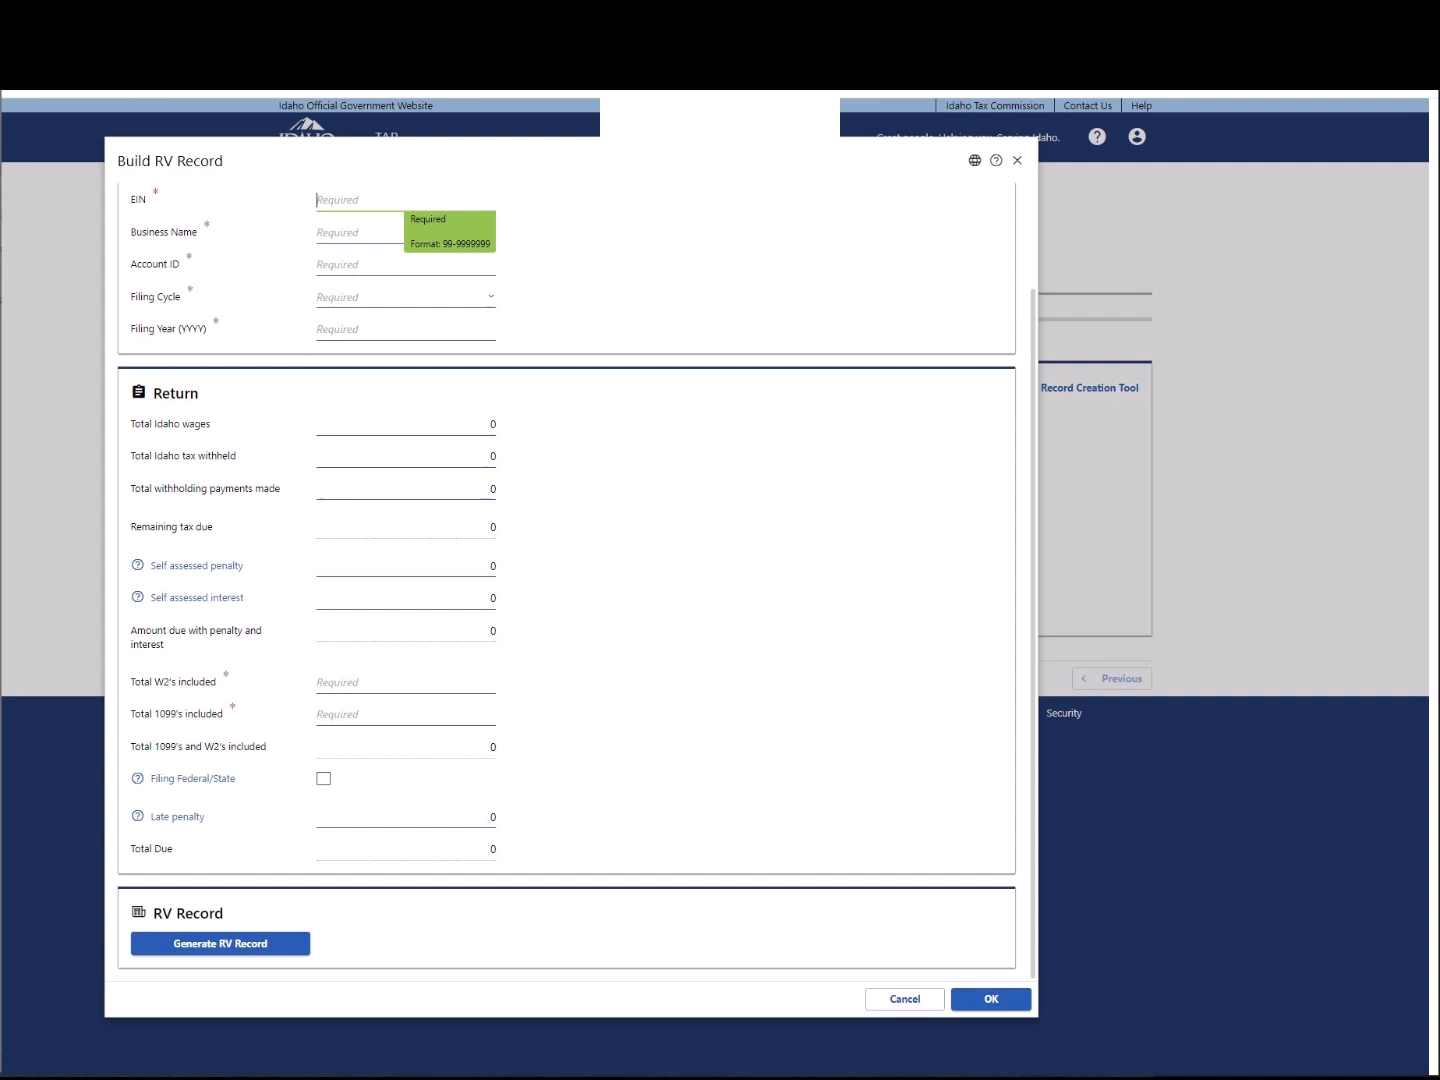 Idaho Official Government Website
Idaho Tax Commission
Contact Us
Help
Build RV Record
EIN *
Required
Required
Format: 99-9999999
Business Name *
Required
Account ID *
Required
Filing Cycle *
Required
Filing Year (YYYY) *
Required
Return
Total Idaho wages
0
Total Idaho tax withheld
0
Total withholding payments made
0
Remaining tax due
0
Self assessed penalty
0
Self assessed interest
0
Amount due with penalty and
interest
0
Total W2's included *
Required
Total 1099's included *
Required
Total 1099's and W2's included
0
Filing Federal/State
Late penalty
0
Total Due
0
RV Record
Generate RV Record
Cancel
OK
Record Creation Tool
Previous
Security